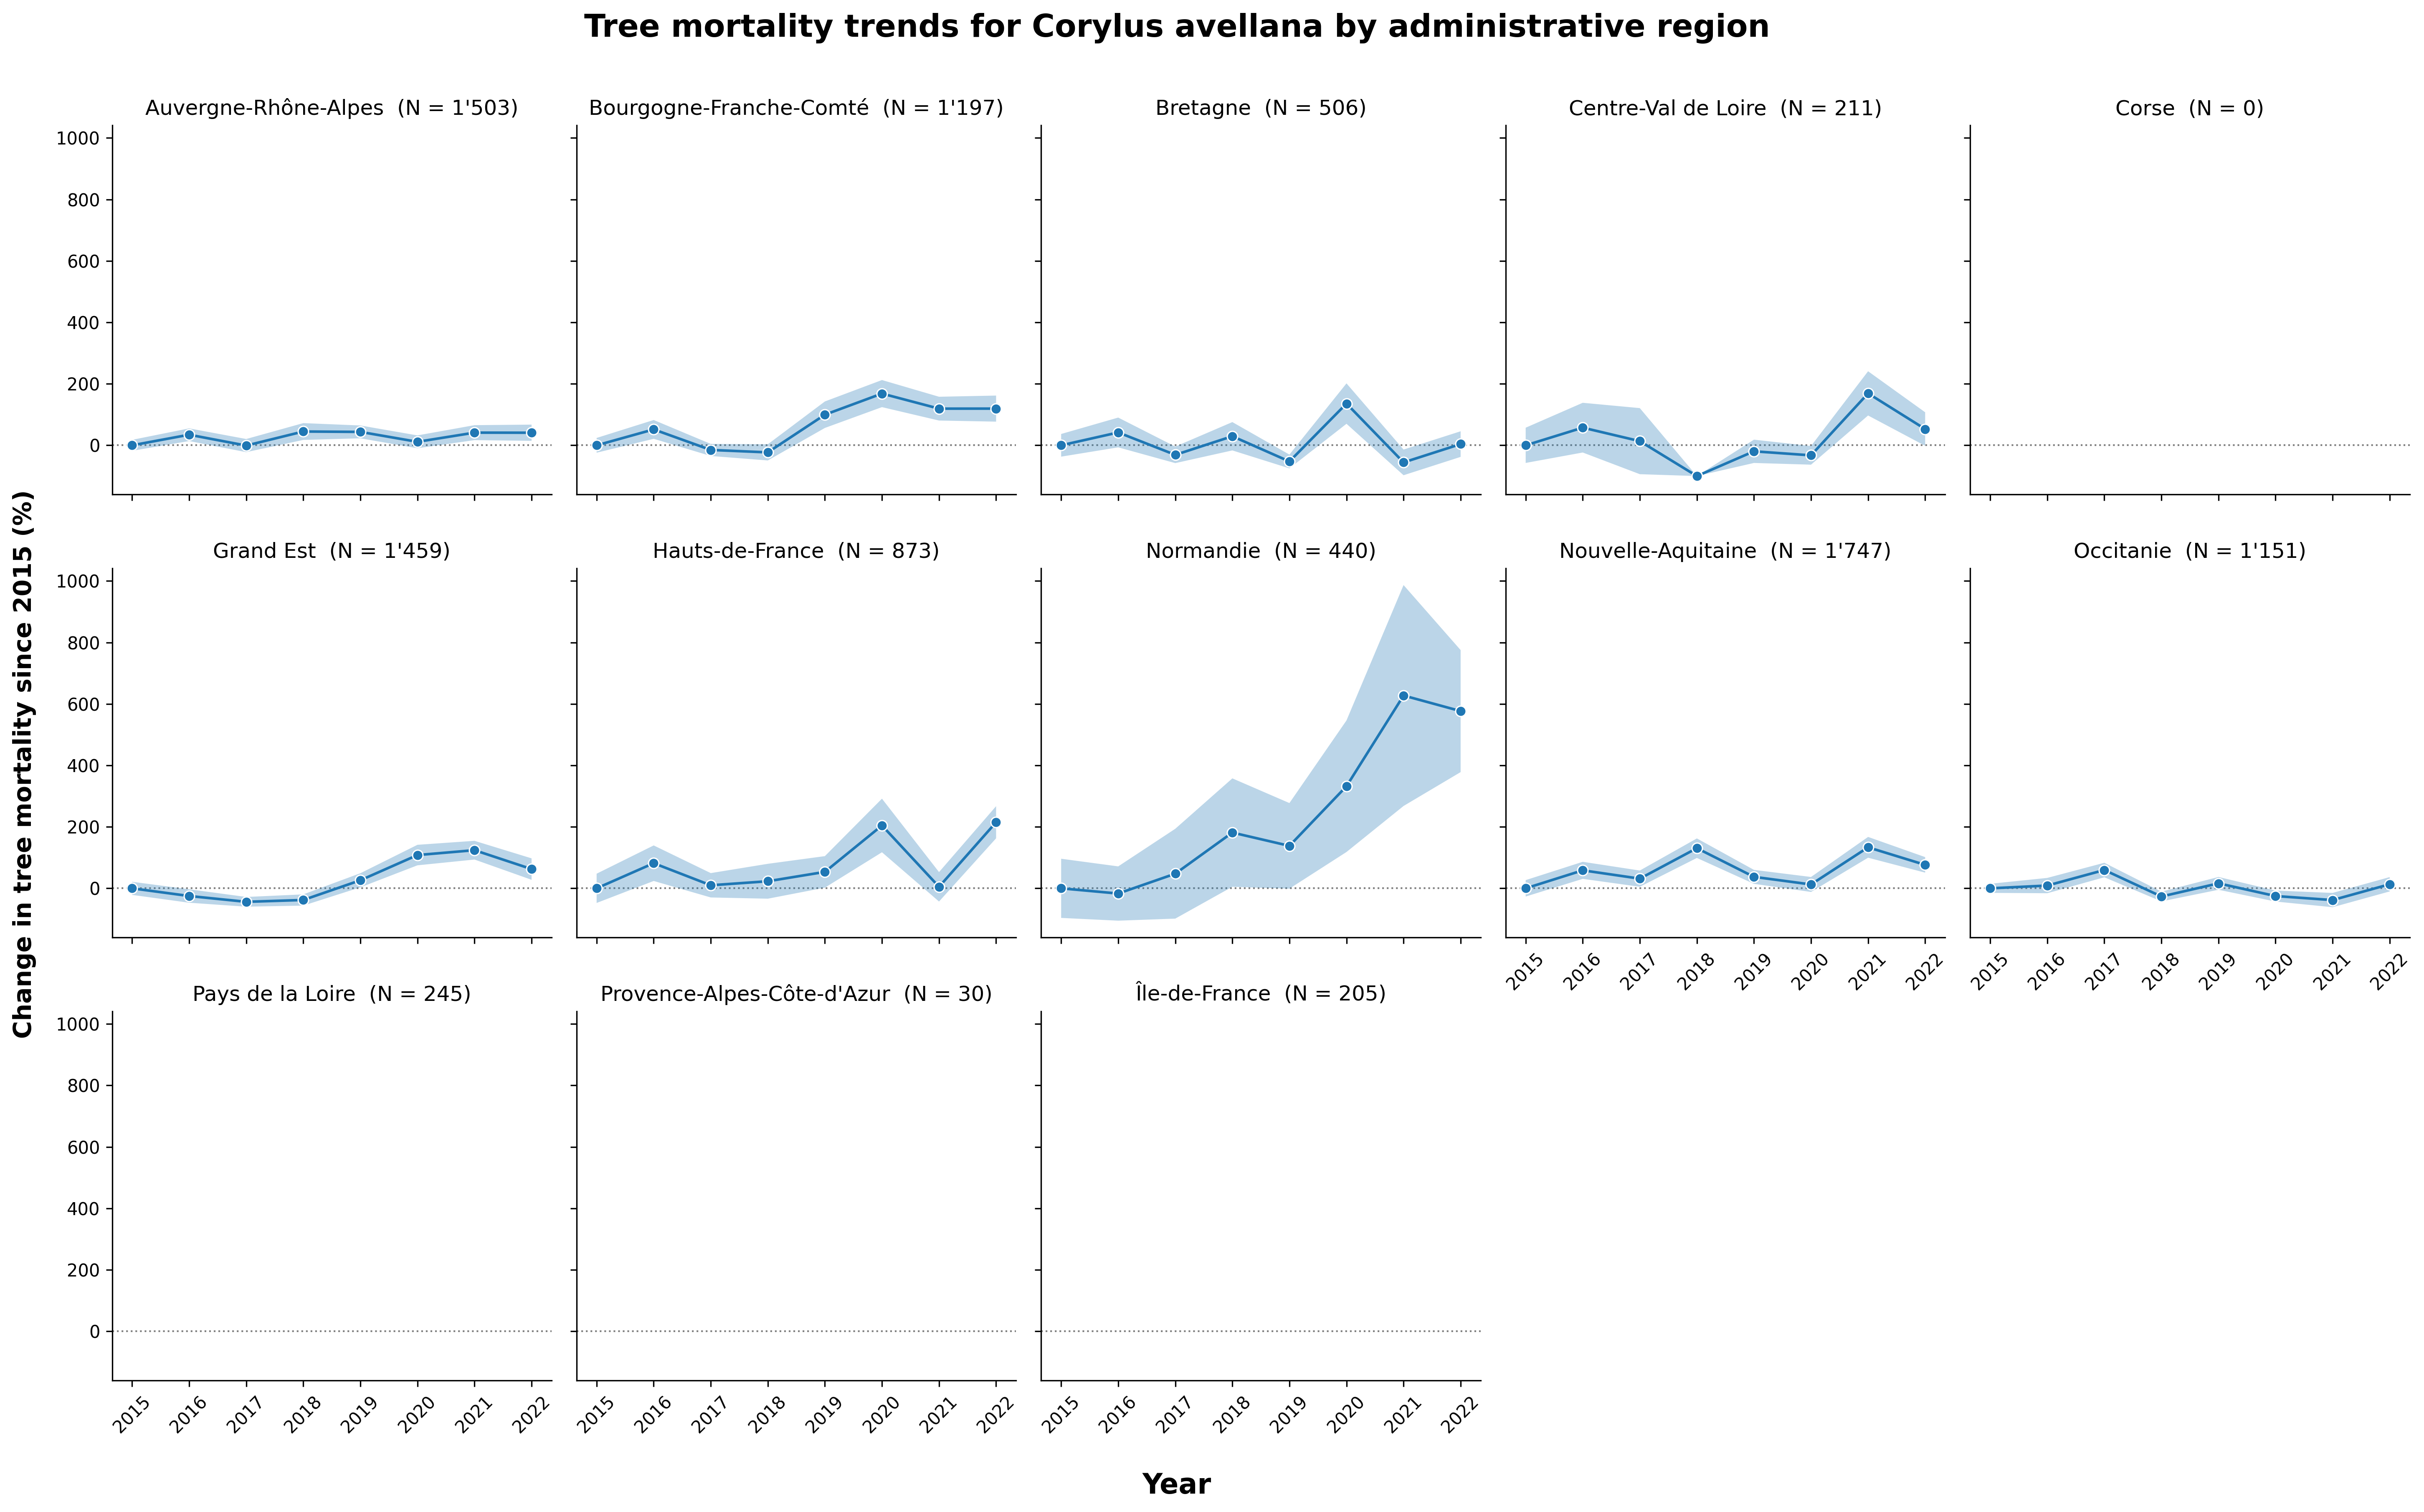 Tree mortality trends for Corylus avellana by administrative region
Change in tree mortality since 2015 (%)
Auvergne-Rhône-Alpes (N = 1'503)
Bourgogne-Franche-Comté (N = 1'197)
Bretagne (N = 506)
Centre-Val de Loire (N = 211)
Corse (N = 0)
1000
800
600
400
200
0
Grand Est (N = 1'459)
Hauts-de-France (N = 873)
Normandie (N = 440)
Nouvelle-Aquitaine (N = 1'747)
Occitanie (N = 1'151)
1000
800
600
400
200
0
2015 2016 2017 2018 2019 2020 2021 2022
2015 2016 2017 2018 2019 2020 2021 2022
Pays de la Loire (N = 245)
Provence-Alpes-Côte-d'Azur (N = 30)
Île-de-France (N = 205)
1000
800
600
400
200
0
2015 2016 2017 2018 2019 2020 2021 2022
2015 2016 2017 2018 2019 2020 2021 2022
2015 2016 2017 2018 2019 2020 2021 2022
Year